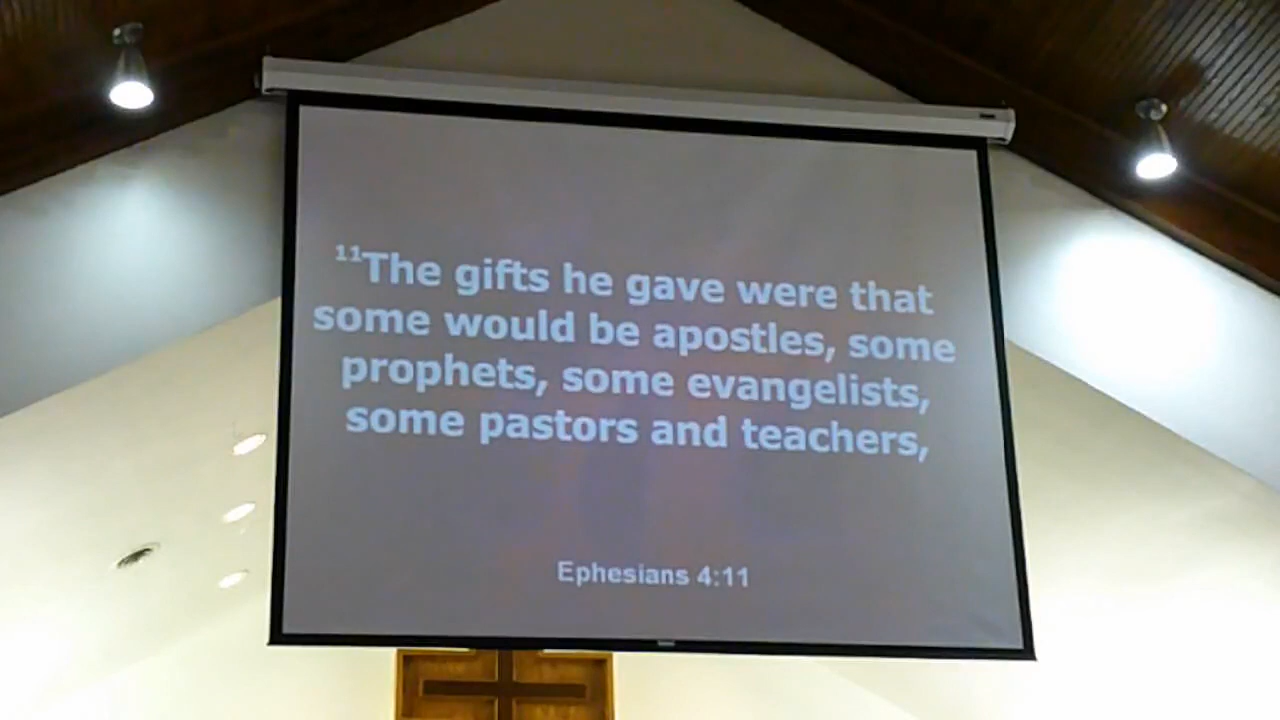 ¹¹The gifts he gave were that
some would be apostles, some
prophets, some evangelists,
some pastors and teachers,
Ephesians 4:11